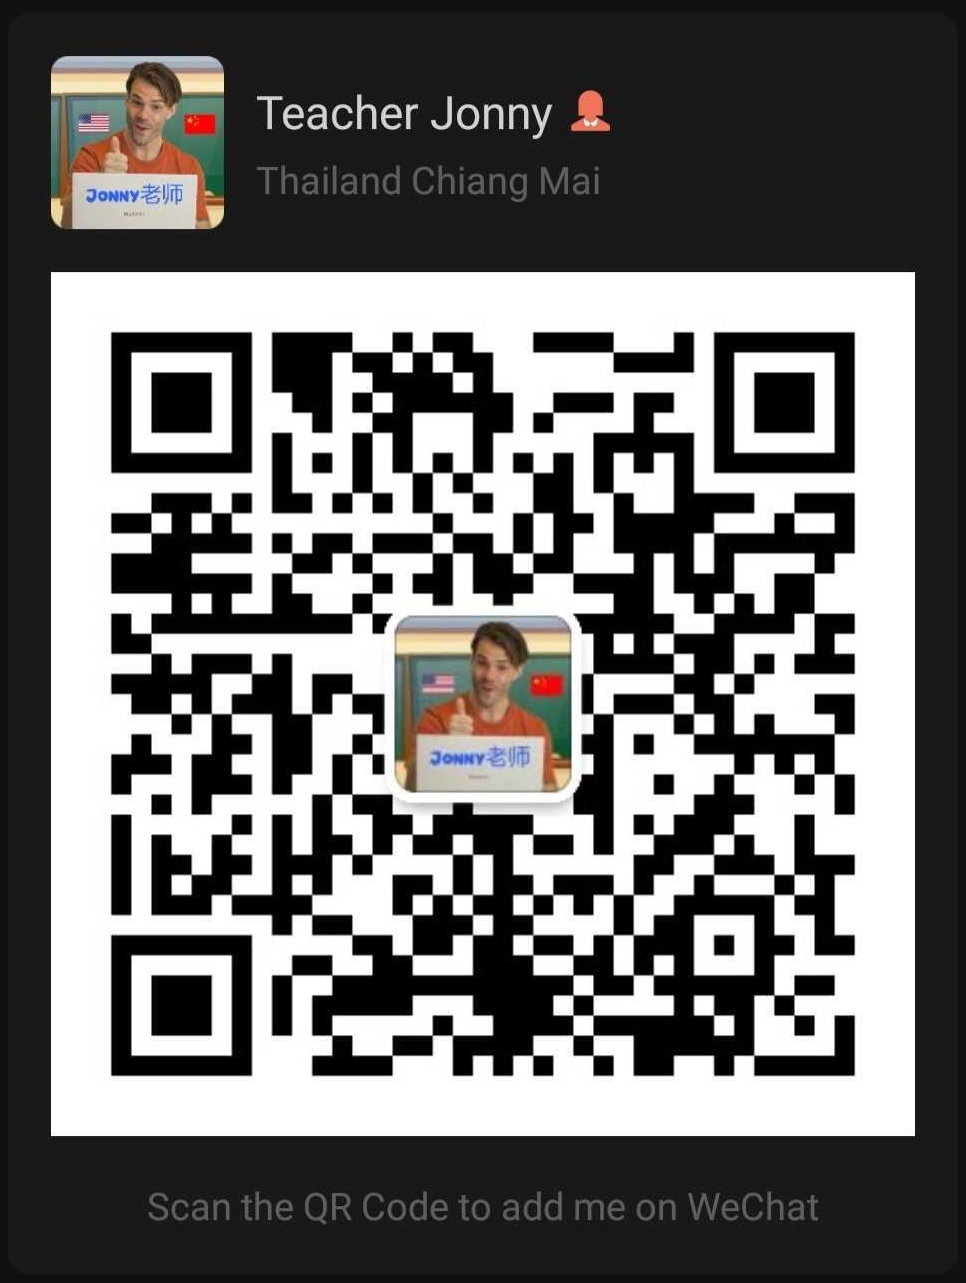 Teacher Jonny
Thailand Chiang Mai
JONNY老师
JONNY老师
Scan the QR Code to add me on WeChat